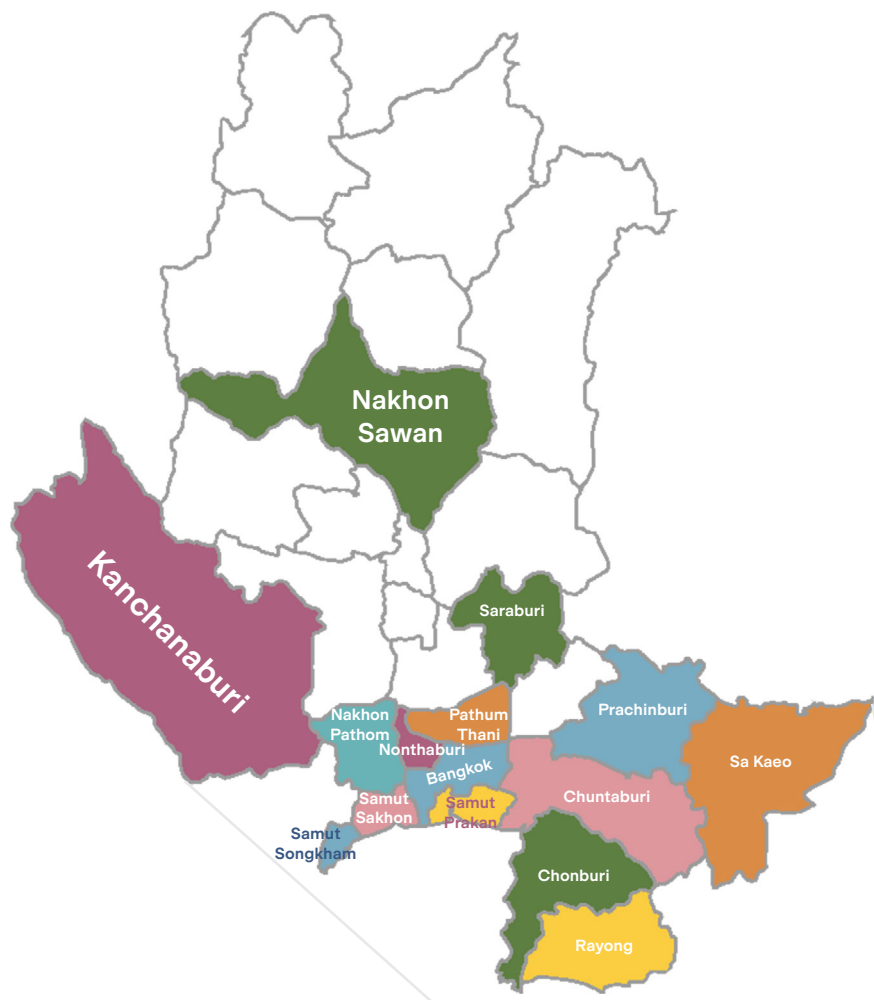 Nakhon
Sawan
Kanchanaburi
Saraburi
Nakhon
Pathom
Pathum
Thani
Nonthaburi
Bangkok
Prachinburi
Sa Kaeo
Samut
Sakhon
Samut
Prakan
Chuntaburi
Samut
Songkham
Chonburi
Rayong